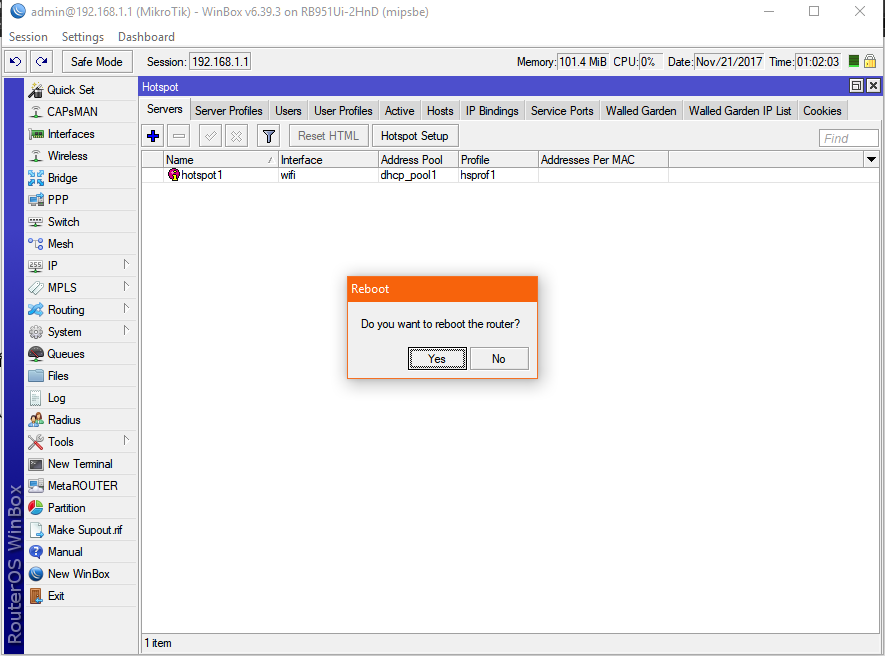 admin@192.168.1.1 (MikroTik) - WinBox v6.39.3 on RB951Ui-2HnD (mipsbe)
Session Settings Dashboard
Safe Mode Session: 192.168.1.1 Memory: 101.4 MiB CPU: 0% Date: Nov/21/2017 Time: 01:02:03
RouterOS WinBox
Quick Set
CAPsMAN
Interfaces
Wireless
Bridge
PPP
Switch
Mesh
IP
MPLS
Routing
System
Queues
Files
Log
Radius
Tools
New Terminal
MetaROUTER
Partition
Make Supout.rif
Manual
New WinBox
Exit
Hotspot
Servers Server Profiles Users User Profiles Active Hosts IP Bindings Service Ports Walled Garden Walled Garden IP List Cookies
Reset HTML Hotspot Setup Find
Name Interface Address Pool Profile Addresses Per MAC
hotspot1 wifi dhcp_pool1 hsprof1
Reboot
Do you want to reboot the router?
Yes No
1 item